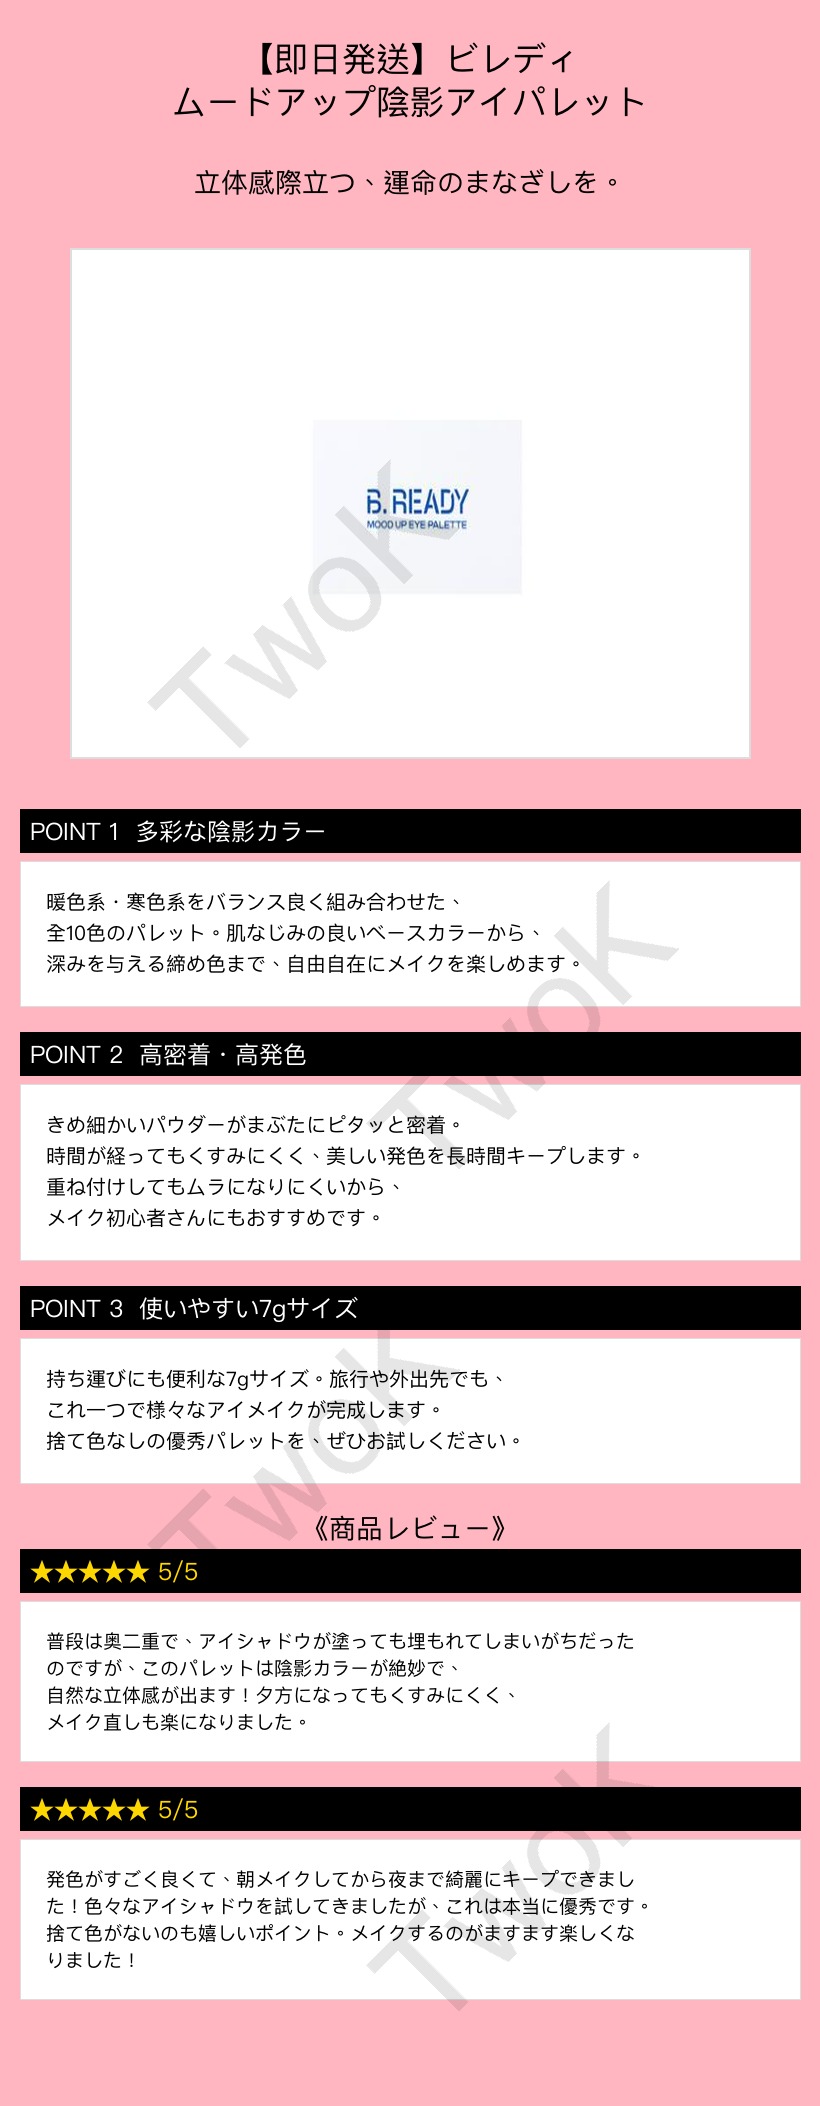 【即日発送】ビレディ
ムードアップ陰影アイパレット
立体感際立つ、運命のまなざしを。
B. READY
MOOD UP EYE PALETTE
TwoK
POINT 1 多彩な陰影カラー
暖色系・寒色系をバランス良く組み合わせた、
全10色のパレット。肌なじみの良いベースカラーから、
深みを与える締め色まで、自由自在にメイクを楽しめます。
TwoK
POINT 2 高密着・高発色
きめ細かいパウダーがまぶたにピタッと密着。
時間が経ってもくすみにくく、美しい発色を長時間キープします。
重ね付けしてもムラになりにくいから、
メイク初心者さんにもおすすめです。
POINT 3 使いやすい7gサイズ
持ち運びにも便利な7gサイズ。旅行や外出先でも、
これ一つで様々なアイメイクが完成します。
捨て色なしの優秀パレットを、ぜひお試しください。
TwoK
《商品レビュー》
★★★★★ 5/5
普段は奥二重で、アイシャドウが塗っても埋もれてしまいがちだった
のですが、このパレットは陰影カラーが絶妙で、
自然な立体感が出ます！夕方になってもくすみにくく、
メイク直しも楽になりました。
★★★★★ 5/5
発色がすごく良くて、朝メイクしてから夜まで綺麗にキープできまし
た！色々なアイシャドウを試してきましたが、これは本当に優秀です。
捨て色がないのも嬉しいポイント。メイクするのがますます楽しくな
りました！
TwoK